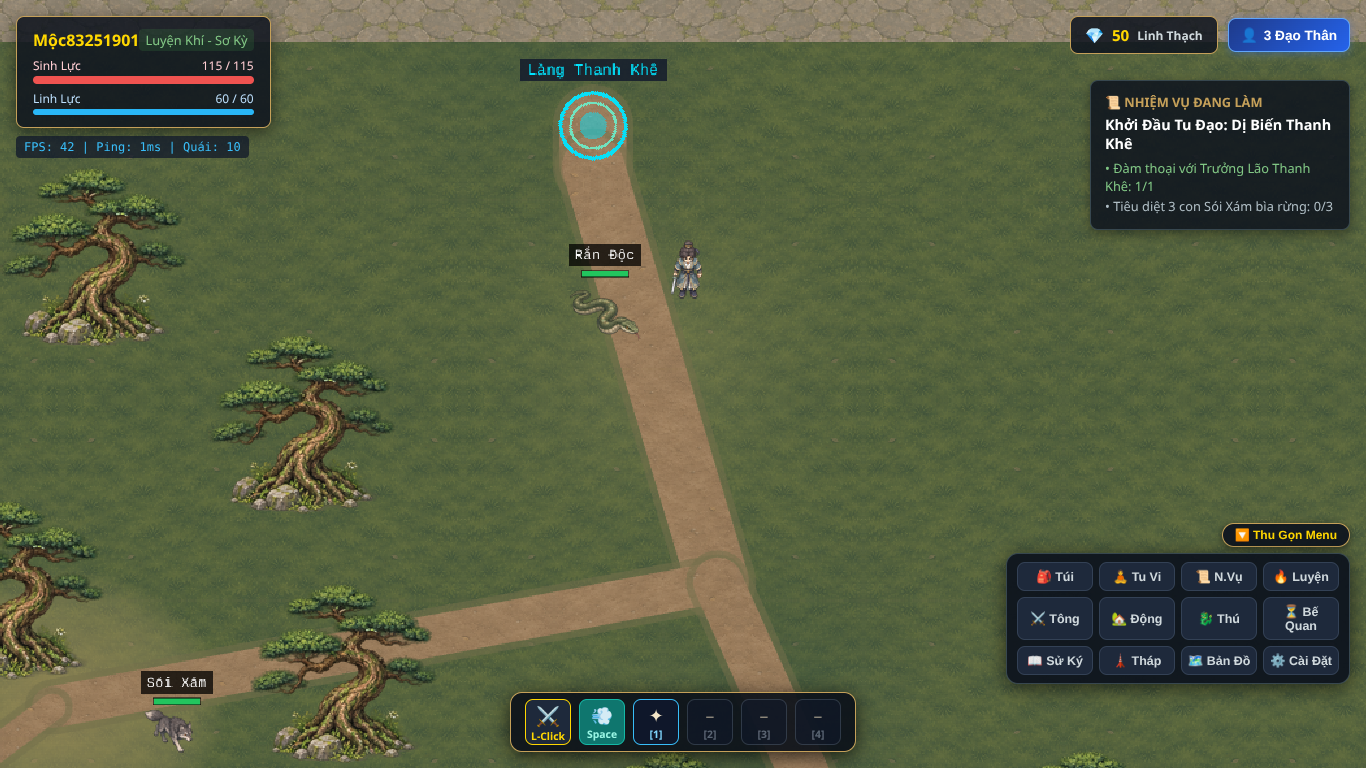 Mộc83251901 Luyện Khí - Sơ Kỳ
Sinh Lực 115 / 115
Linh Lực 60 / 60
FPS: 42 | Ping: 1ms | Quái: 10
Làng Thanh Khê
50 Linh Thạch
3 Đạo Thân
NHIỆM VỤ ĐANG LÀM
Khởi Đầu Tu Đạo: Dị Biến Thanh
Khê
• Đàm thoại với Trưởng Lão Thanh
Khê: 1/1
• Tiêu diệt 3 con Sói Xám bìa rừng: 0/3
Rắn Độc
Sói Xám
Thu Gọn Menu
Túi Tu Vi N.Vụ Luyện
Tông Động Thú Bế
Quan
Sử Ký Tháp Bản Đồ Cài Đặt
L-Click Space [1] [2] [3] [4]